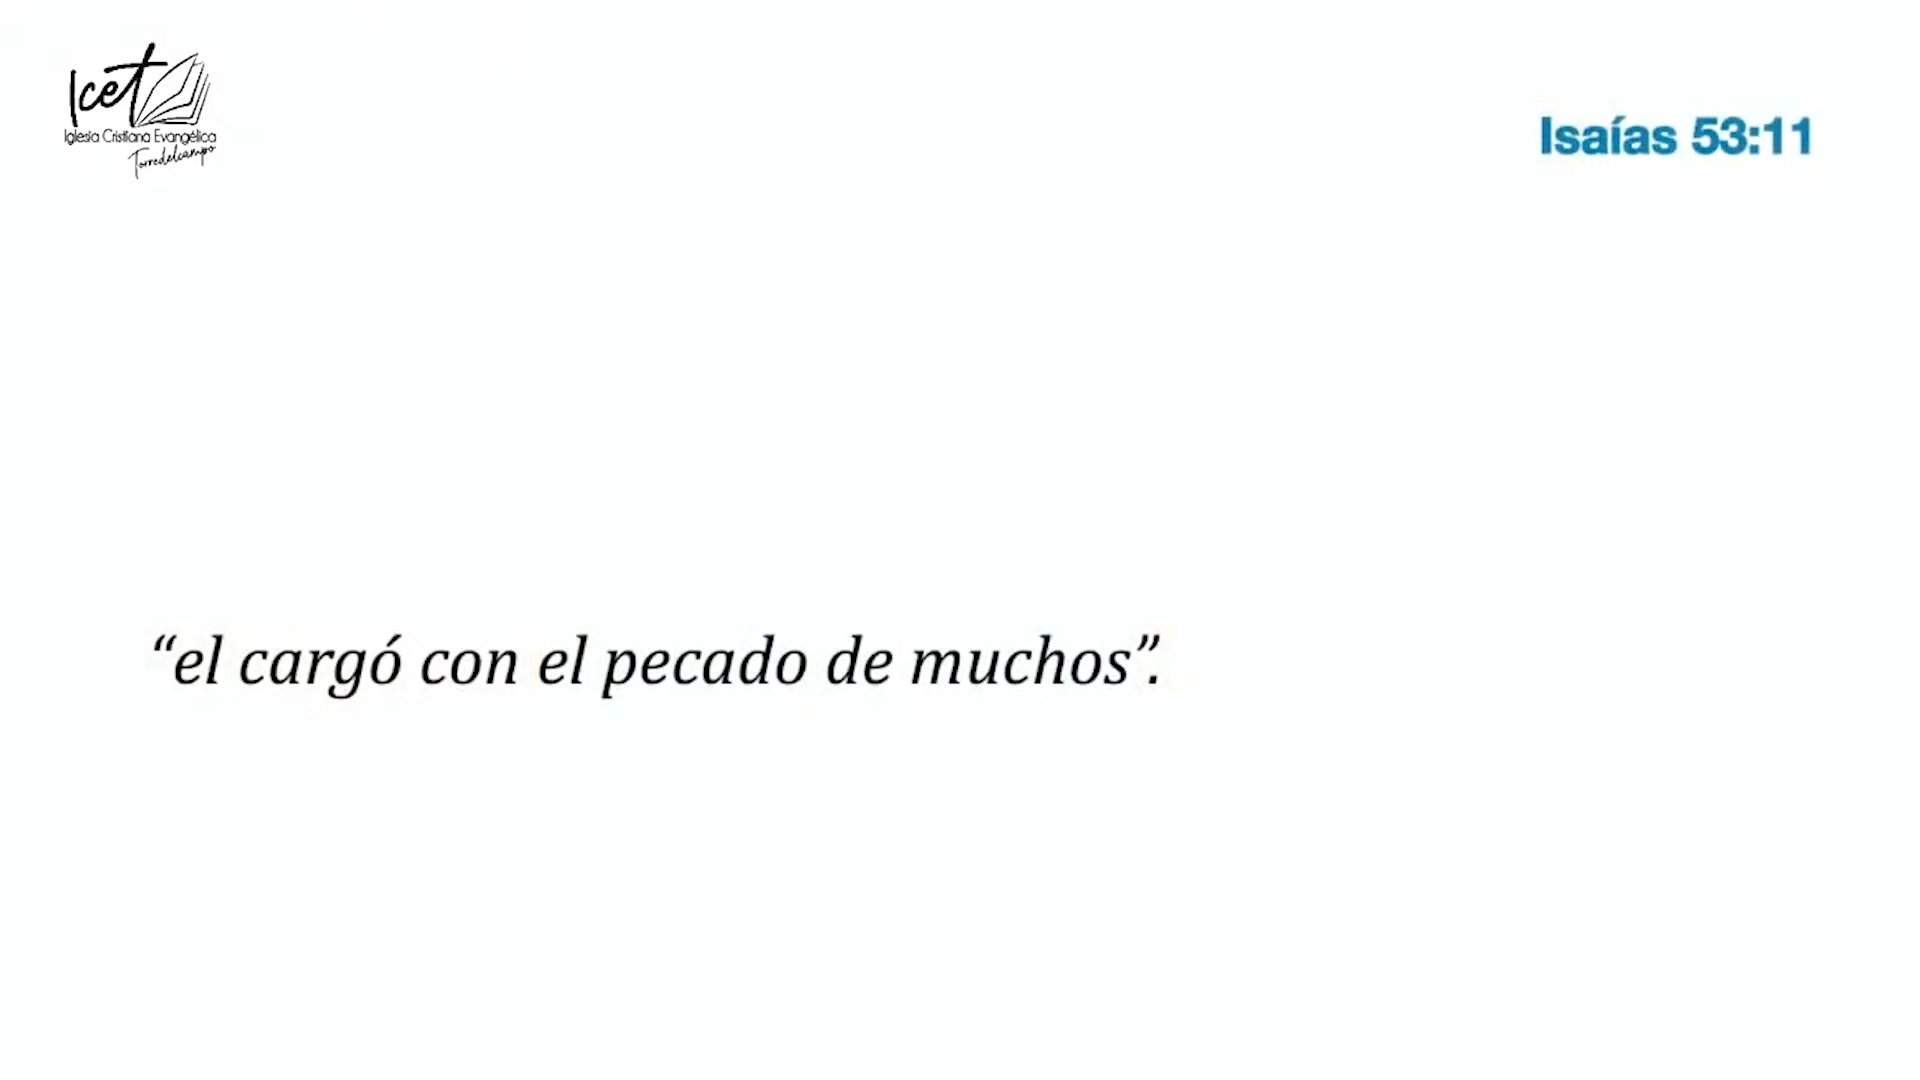 Icet
Iglesia Cristiana Evangélica
Torredelcampo
Isaías 53:11
“el cargó con el pecado de muchos”.